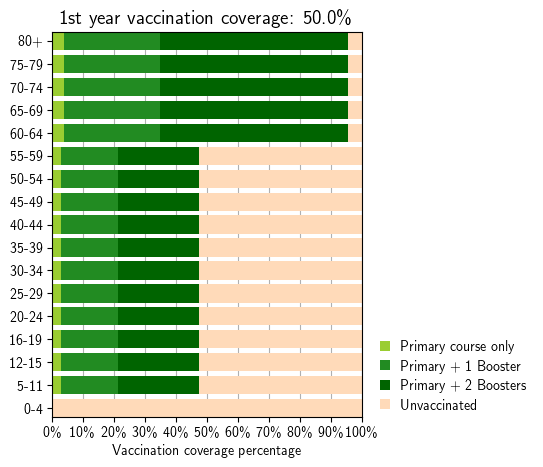 1st year vaccination coverage: 50.0%
80+
75-79
70-74
65-69
60-64
55-59
50-54
45-49
40-44
35-39
30-34
25-29
20-24
16-19
12-15
5-11
0-4
0% 10% 20% 30% 40% 50% 60% 70% 80% 90% 100%
Vaccination coverage percentage
Primary course only
Primary + 1 Booster
Primary + 2 Boosters
Unvaccinated